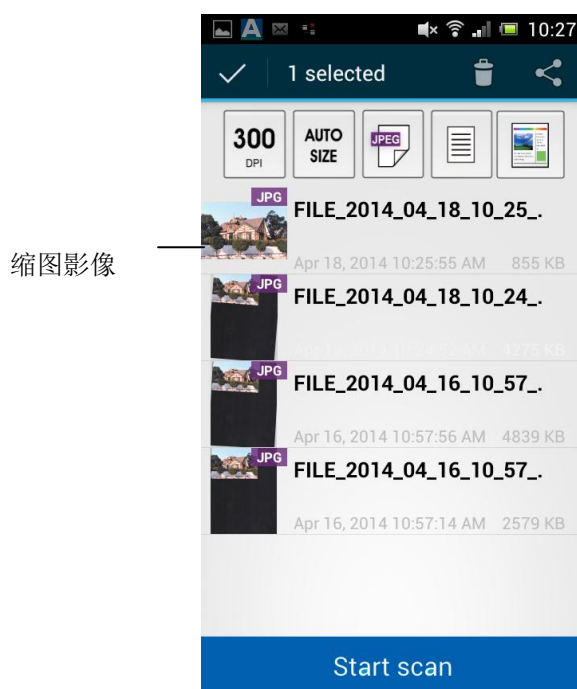 10:27
1 selected
300 DPI
AUTO SIZE
JPEG
缩图影像
JPG
FILE_2014_04_18_10_25_.
Apr 18, 2014 10:25:55 AM 855 KB
JPG
FILE_2014_04_18_10_24_.
4275 KB
JPG
FILE_2014_04_16_10_57_.
Apr 16, 2014 10:57:56 AM 4839 KB
JPG
FILE_2014_04_16_10_57_.
Apr 16, 2014 10:57:14 AM 2579 KB
Start scan